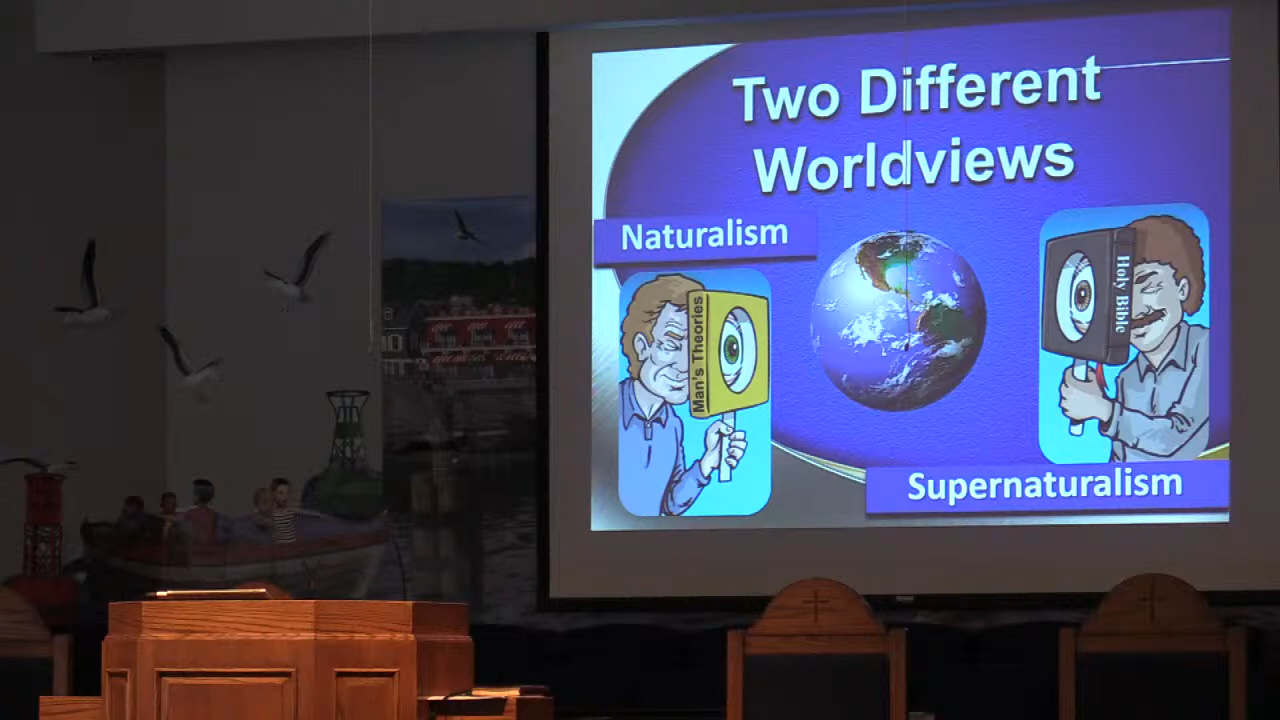 Two Different
Worldviews
Naturalism
Man's Theories
Holy Bible
Supernaturalism